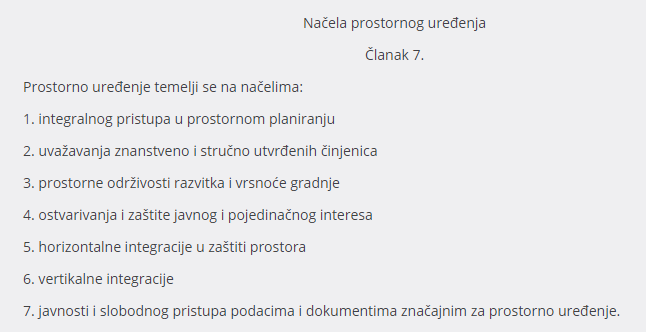 Načela prostornog uređenja
Članak 7.
Prostorno uređenje temelji se na načelima:
1. integralnog pristupa u prostornom planiranju
2. uvažavanja znanstveno i stručno utvrđenih činjenica
3. prostorne održivosti razvitka i vrsnoće gradnje
4. ostvarivanja i zaštite javnog i pojedinačnog interesa
5. horizontalne integracije u zaštiti prostora
6. vertikalne integracije
7. javnosti i slobodnog pristupa podacima i dokumentima značajnim za prostorno uređenje.